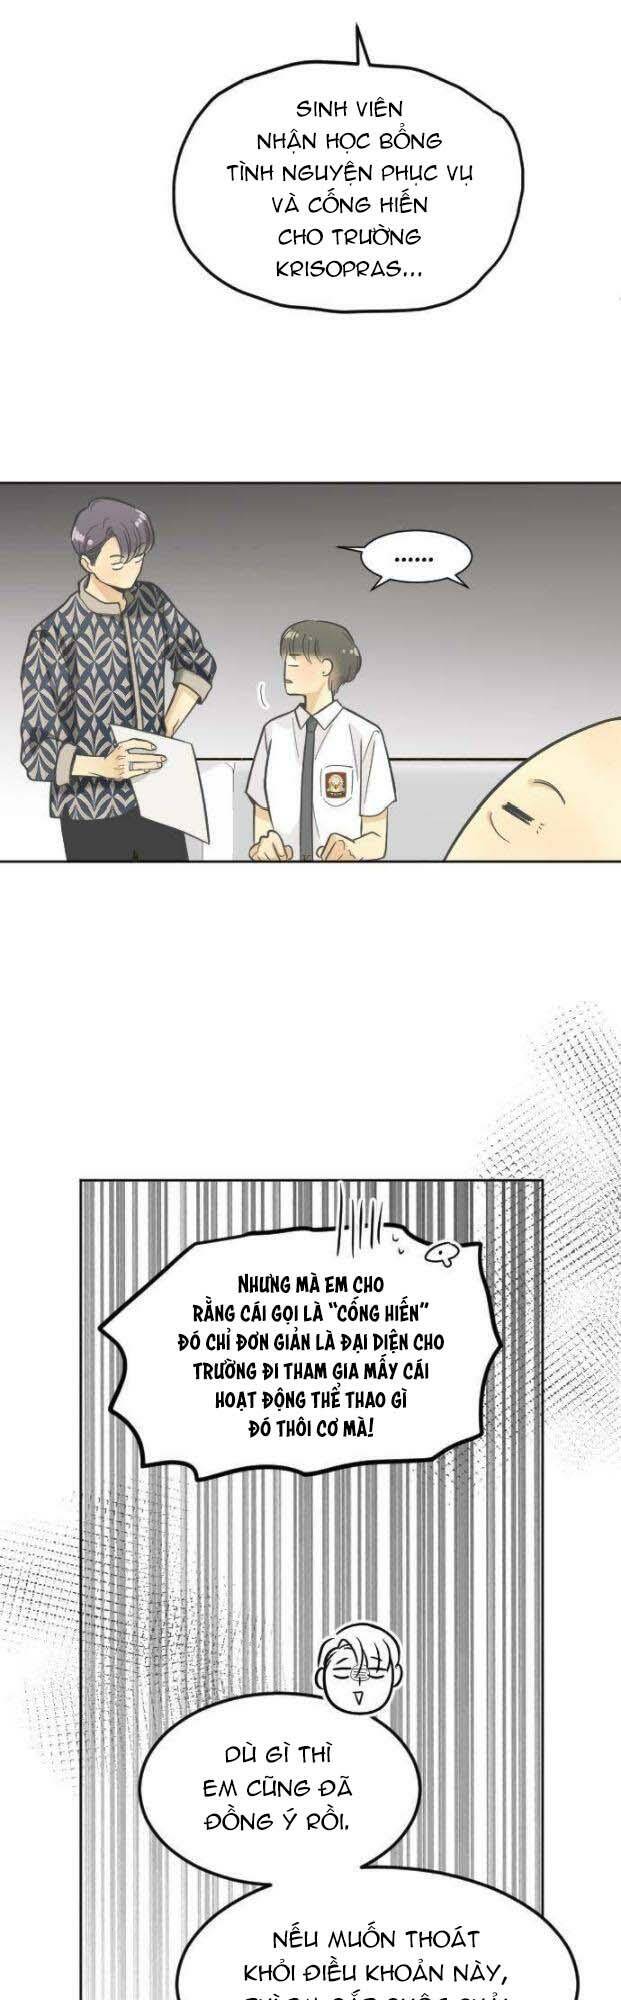 SINH VIÊN
NHẬN HỌC BỔNG
TÌNH NGUYỆN PHỤC VỤ
VÀ CỐNG HIẾN
CHO TRƯỜNG
KRISOPRAS...
......
NHƯNG MÀ EM CHO
RẰNG CÁI GỌI LÀ “CỐNG HIẾN”
ĐÓ CHỈ ĐƠN GIẢN LÀ ĐẠI DIỆN CHO
TRƯỜNG ĐI THAM GIA MẤY CÁI
HOẠT ĐỘNG THỂ THAO GÌ
ĐÓ THÔI CƠ MÀ!
DÙ GÌ THÌ
EM CŨNG ĐÃ
ĐỒNG Ý RỒI.
NẾU MUỐN THOÁT
KHỎI ĐIỀU KHOẢN NÀY,